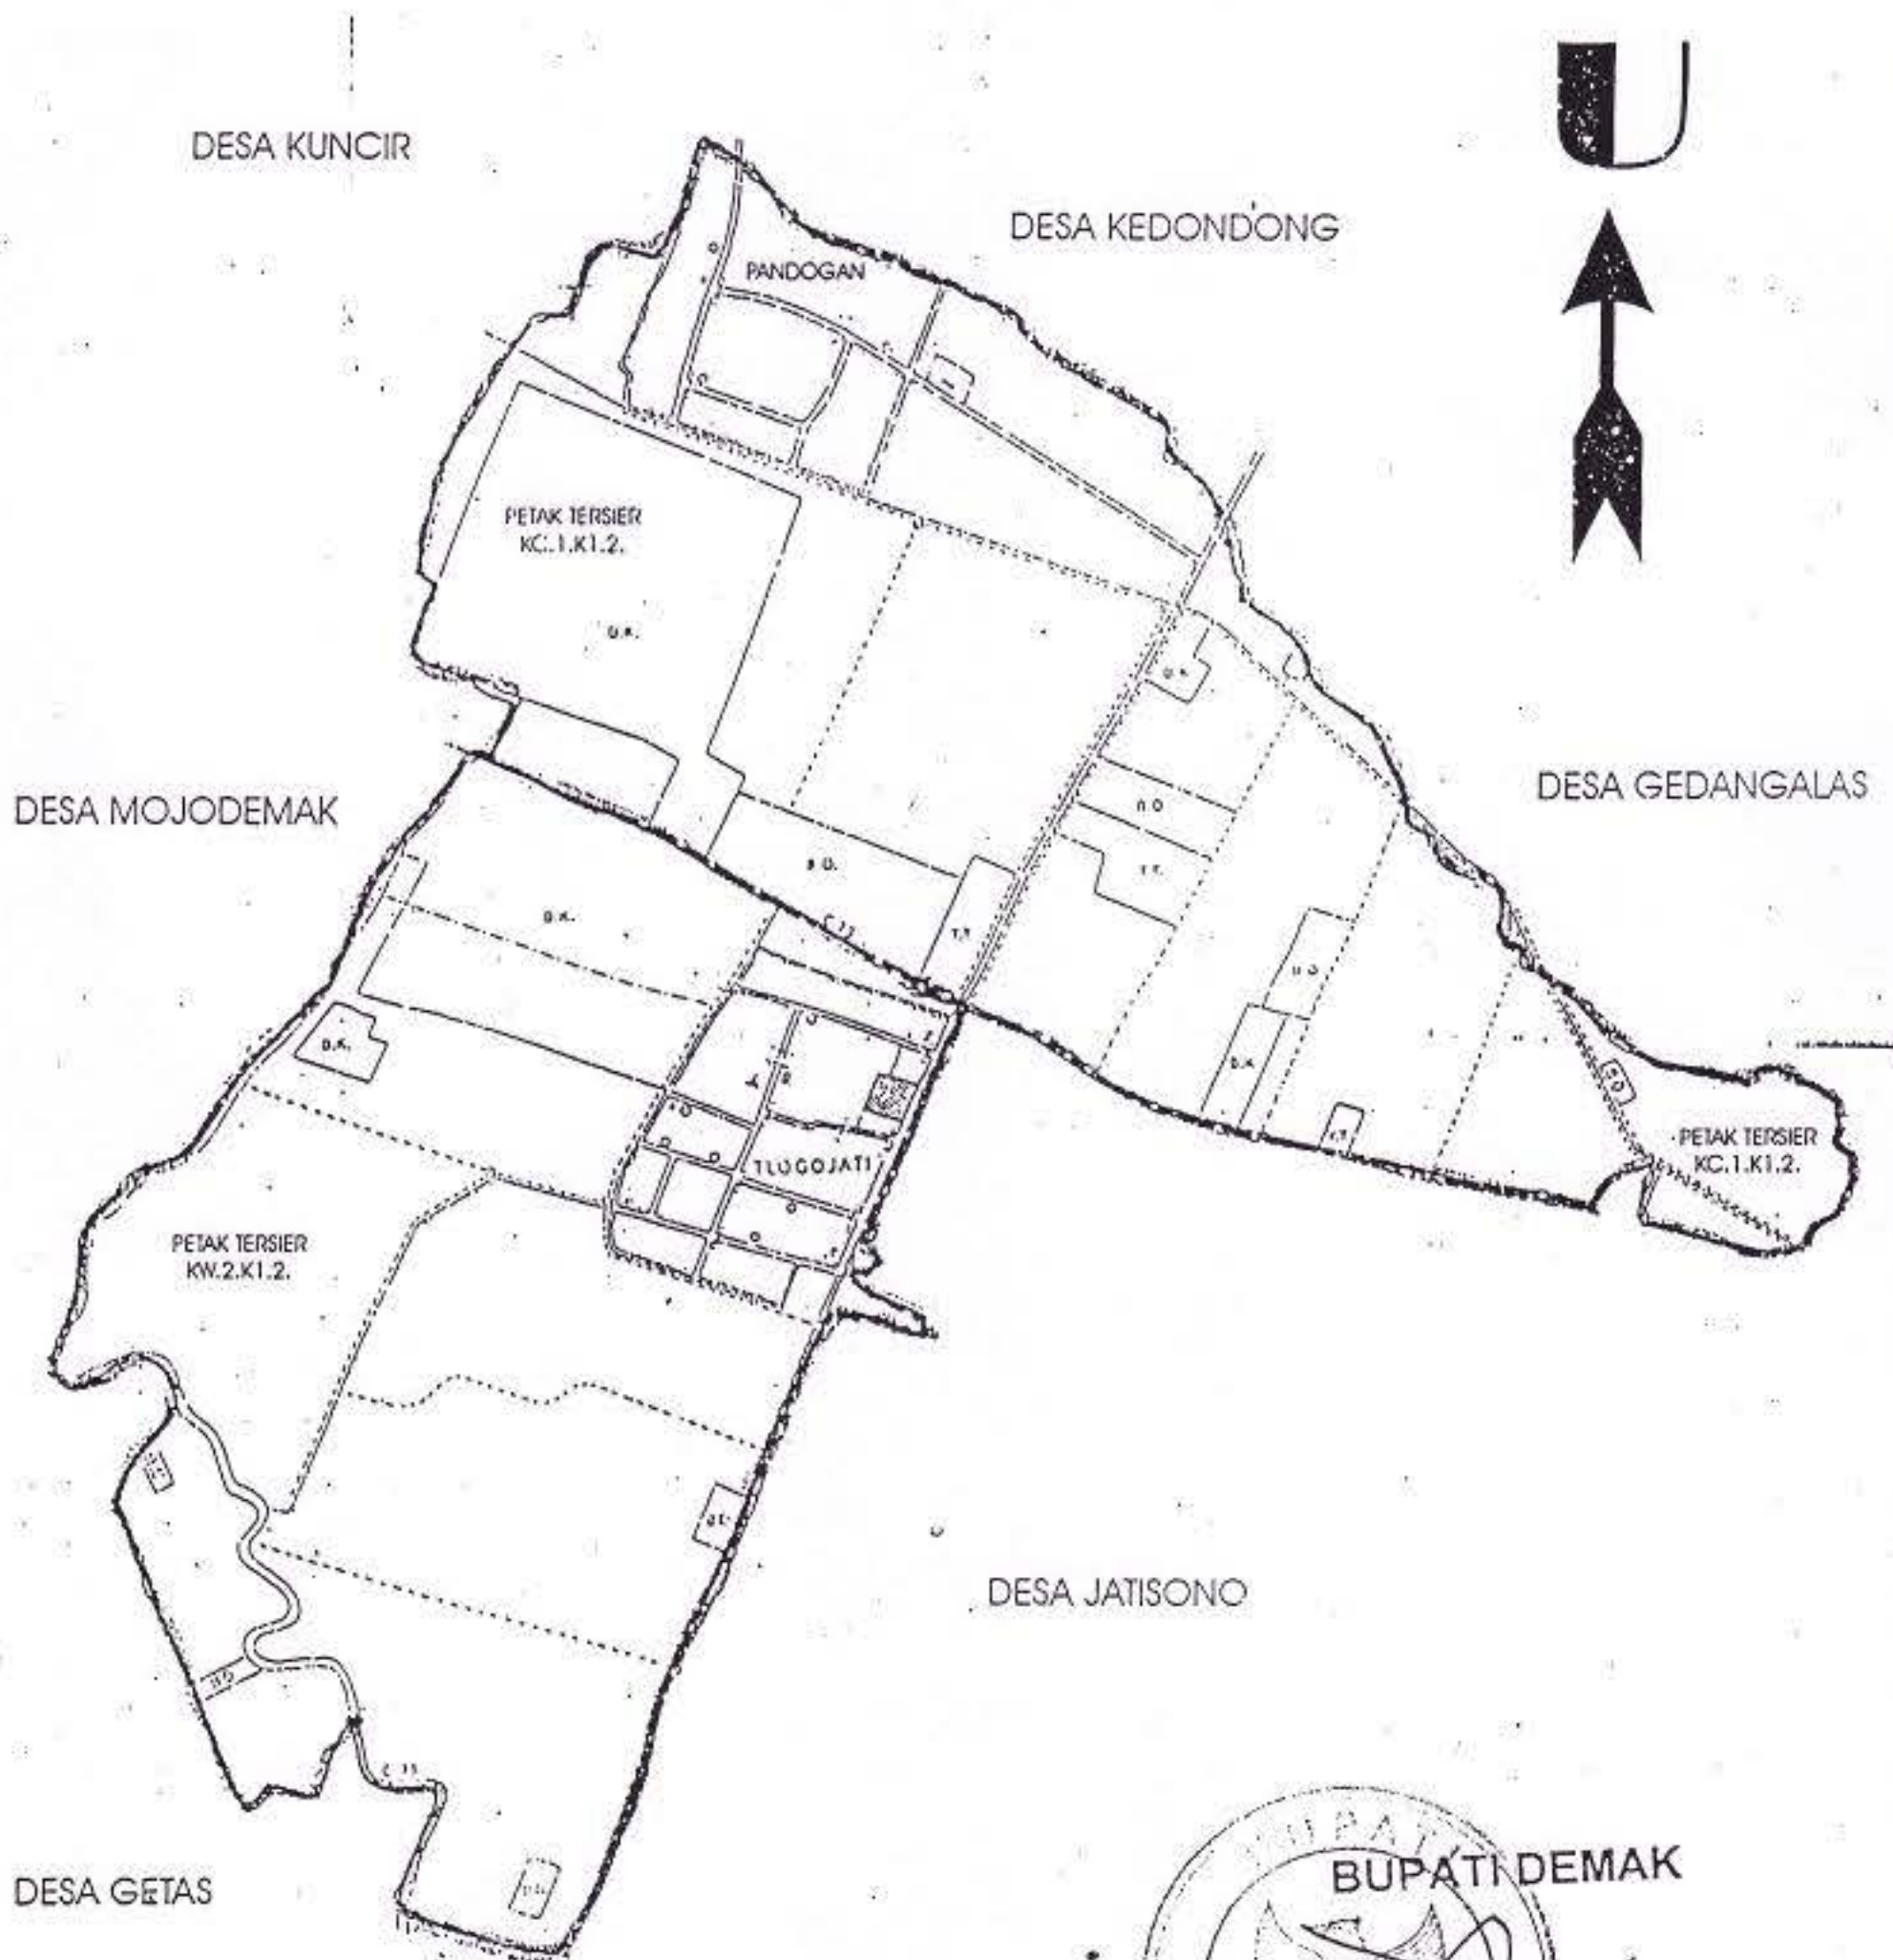 U
DESA KUNCIR
DESA KEDONDONG
PANDOGAN
PETAK TERSIER
KC.1.K1.2.
B.K.
DESA MOJODEMAK
DESA GEDANGALAS
B.K.
T.T.
B.K.
B.K.
PETAK TERSIER
KC.1.K1.2.
TLOGOJATI
PETAK TERSIER
KW.2.K1.2.
DESA JATISONO
DESA GETAS
BUPATI
BUPATI DEMAK